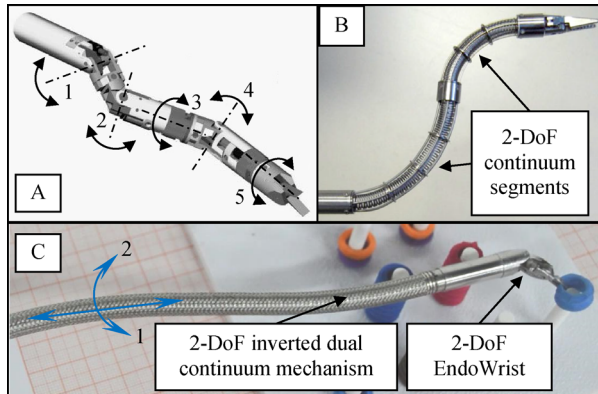 1
2
3
4
5
A
B
2-DoF
continuum
segments
C
2
1
2-DoF inverted dual
continuum mechanism
2-DoF
EndoWrist